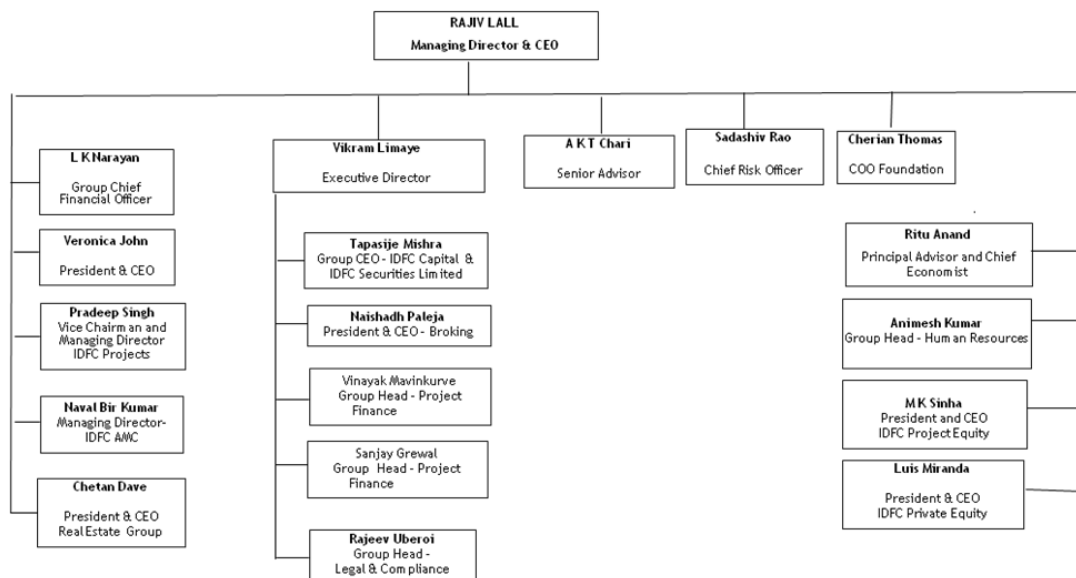 RAJIV LALL
Managing Director & CEO
L K Narayan
Group Chief
Financial Officer
Veronica John
President & CEO
Pradeep Singh
Vice Chairman and
Managing Director
IDFC Projects
Naval Bir Kumar
Managing Director-
IDFC AMC
Chetan Dave
President & CEO
Real Estate Group
Vikram Limaye
Executive Director
Tapasije Mishra
Group CEO - IDFC Capital &
IDFC Securities Limited
Naishadh Paleja
President & CEO - Broking
Vinayak Mavinkurve
Group Head - Project
Finance
Sanjay Grewal
Group Head - Project
Finance
Rajeev Uberoi
Group Head -
Legal & Compliance
A K T Chari
Senior Advisor
Sadashiv Rao
Chief Risk Officer
Cherian Thomas
COO Foundation
Ritu Anand
Principal Advisor and Chief
Economist
Animesh Kumar
Group Head - Human Resources
M K Sinha
President and CEO
IDFC Project Equity
Luis Miranda
President & CEO
IDFC Private Equity